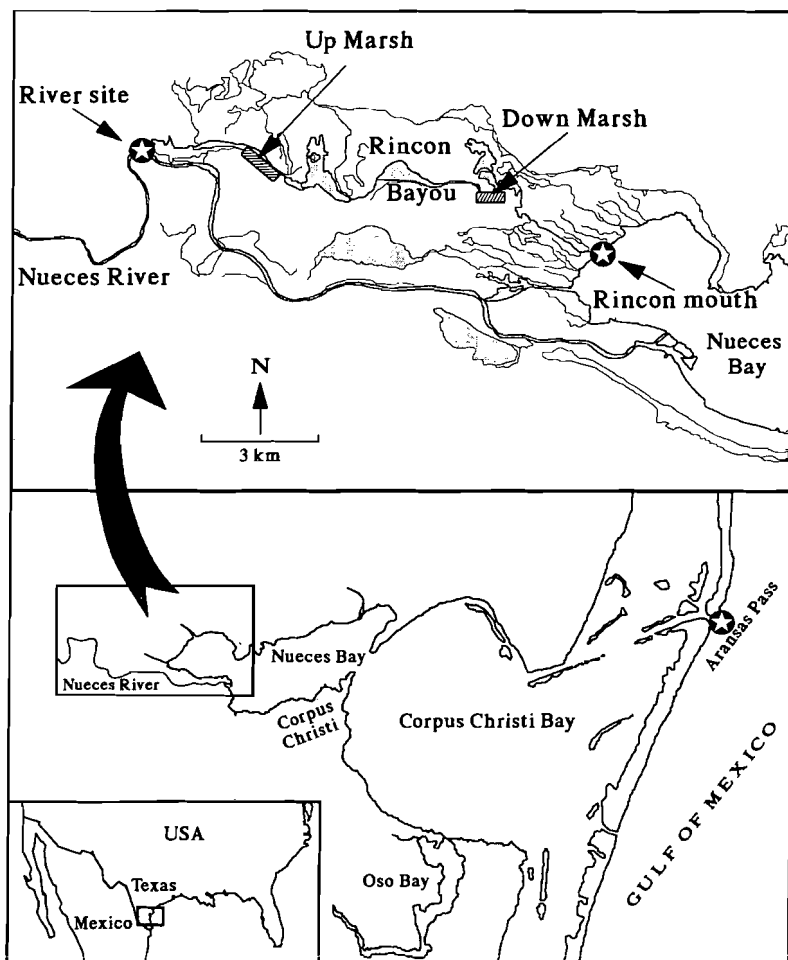 Up Marsh
River site
Down Marsh
Rincon
Bayou
Nueces River
Rincon mouth
Nueces
Bay
N
3 km
Aransas Pass
Nueces Bay
Nueces River
Corpus
Christi
Corpus Christi Bay
GULF OF MEXICO
USA
Texas
Mexico
Oso Bay